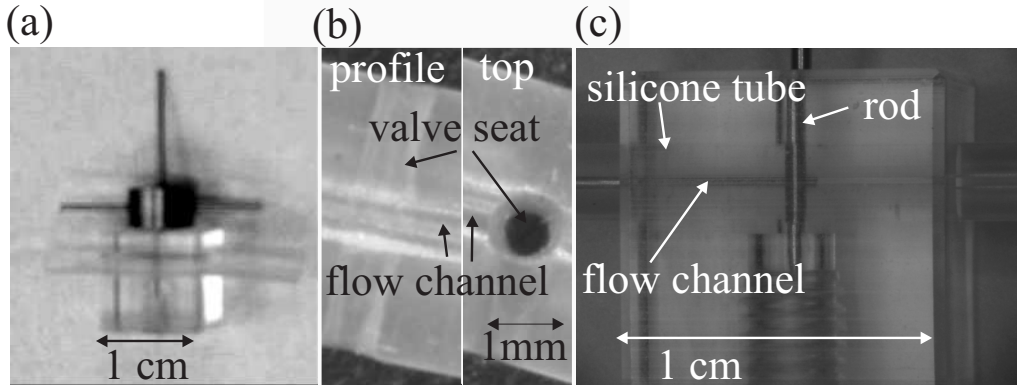 (a)
1 cm
(b)
profile
top
valve seat
flow channel
1mm
(c)
silicone tube
rod
flow channel
1 cm